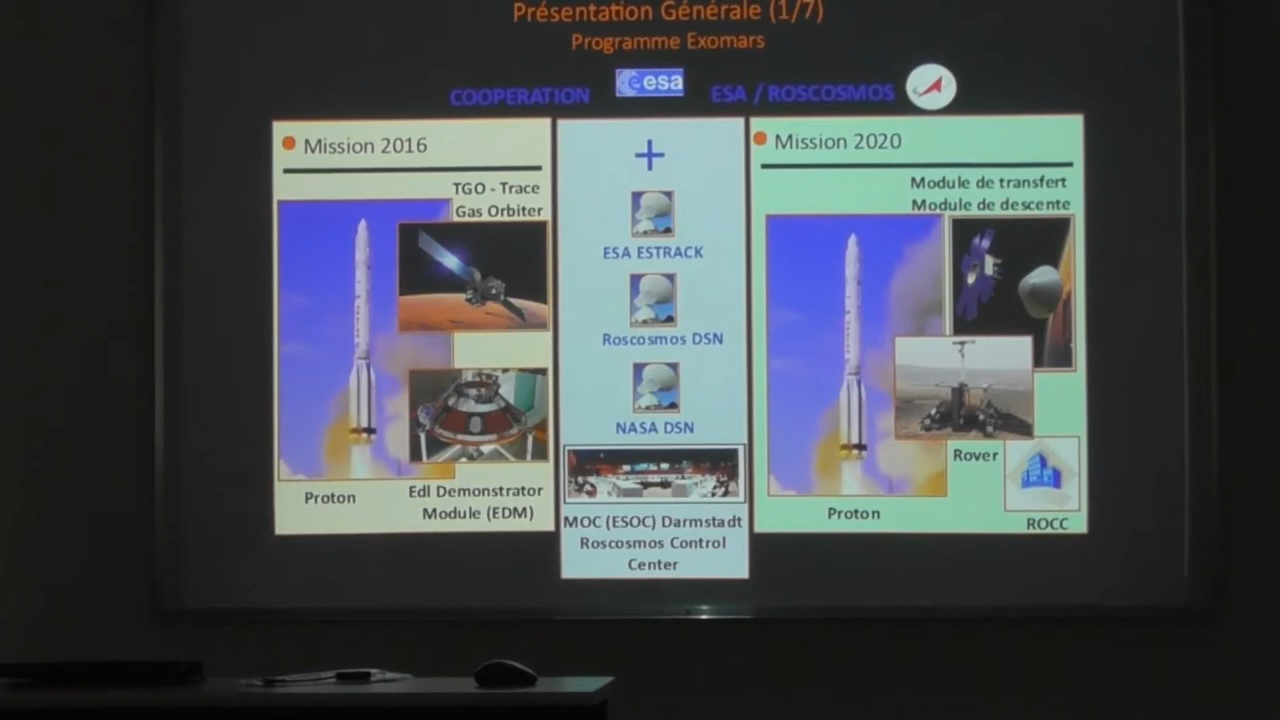 Présentation Générale (1/7)
Programme Exomars
COOPERATION
esa
ESA / ROSCOSMOS
Mission 2016
TGO - Trace
Gas Orbiter
Proton
Edl Demonstrator
Module (EDM)
+
ESA ESTRACK
Roscosmos DSN
NASA DSN
MOC (ESOC) Darmstadt
Roscosmos Control
Center
Mission 2020
Module de transfert
Module de descente
Rover
Proton
ROCC